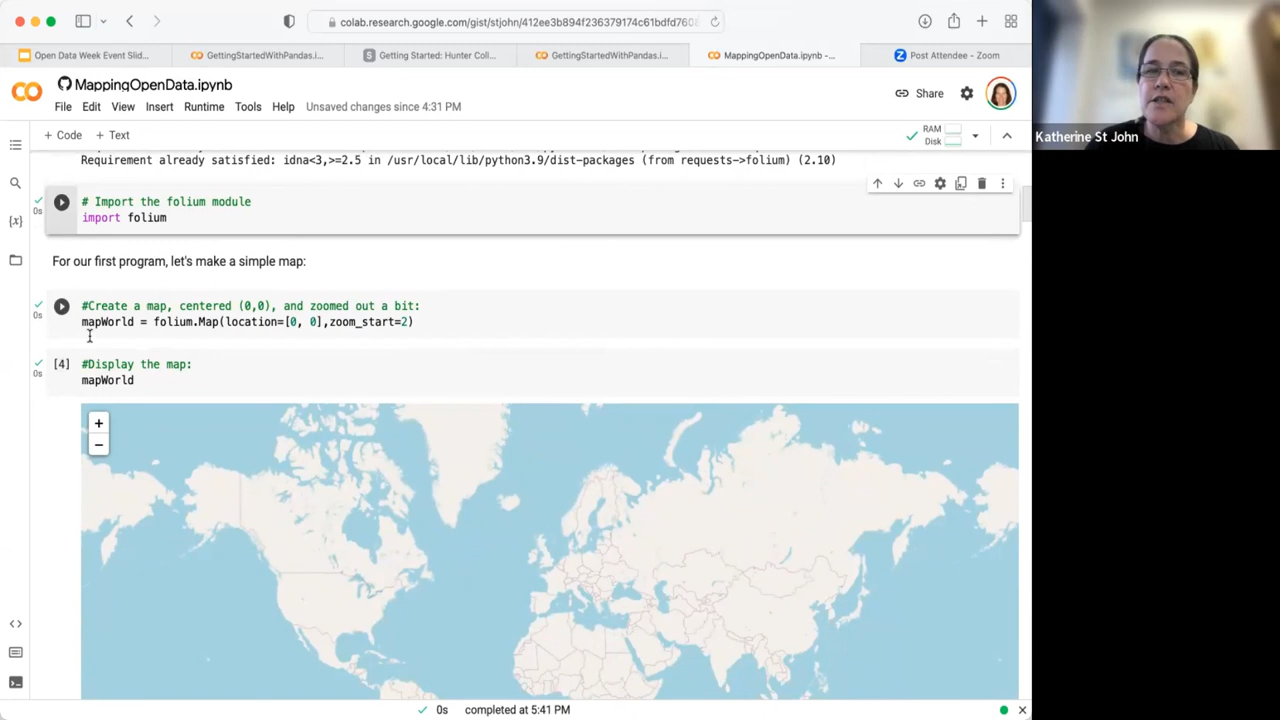 colab.research.google.com/gist/stjohn/412ee3b894f236379174c61bdfd7608
Open Data Week Event Slid...
GettingStartedWithPandas.i...
Getting Started: Hunter Coll...
GettingStartedWithPandas.i...
MappingOpenData.ipynb -...
Post Attendee - Zoom
MappingOpenData.ipynb
File Edit View Insert Runtime Tools Help Unsaved changes since 4:31 PM
Share
+ Code + Text
RAM
Disk
Katherine St John
Requirement already satisfied: idna<3,>=2.5 in /usr/local/lib/python3.9/dist-packages (from requests->folium) (2.10)
0s
# Import the folium module
import folium
For our first program, let's make a simple map:
0s
#Create a map, centered (0,0), and zoomed out a bit:
mapWorld = folium.Map(location=[0, 0],zoom_start=2)
0s
[4]
#Display the map:
mapWorld
+
−
0s completed at 5:41 PM